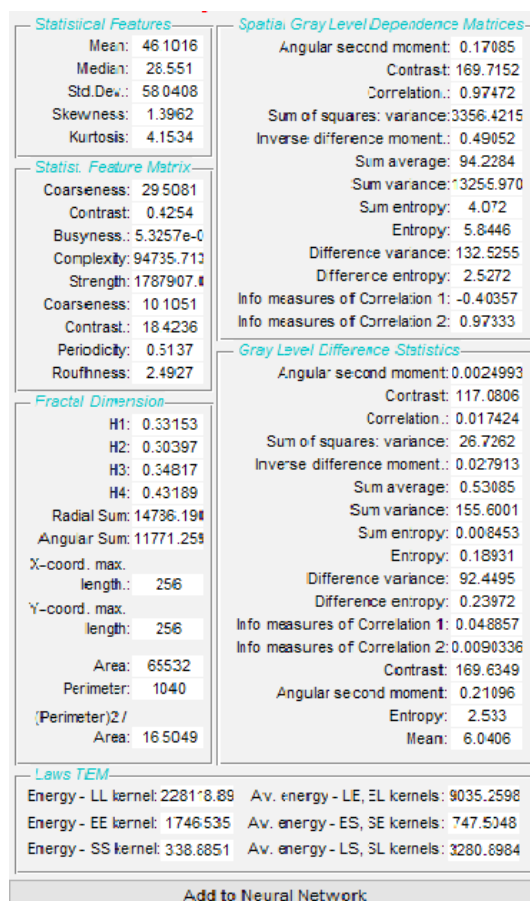 Statistical Features
Mean: 46.1016
Median: 28.551
Std.Dev.: 58.0408
Skewness: 1.3962
Kurtosis: 4.1534
Statist. Feature Matrix
Coarseness: 29.5081
Contrast: 0.4254
Busyness.: 5.3257e-0
Complexity: 94735.713
Strength: 1787907.
Coarseness: 10.1051
Contrast.: 18.4236
Periodicity: 0.5137
Roufhness: 2.4927
Fractal Dimension
H1: 0.33153
H2: 0.30397
H3: 0.34817
H4: 0.43189
Radial Sum: 14786.19
Angular Sum: 11771.25
X-coord. max.
length.: 256
Y-coord. max.
length: 256
Area: 65532
Perimeter: 1040
(Perimeter)2 /
Area: 16.5049
Spatial Gray Level Dependence Matrices
Angular second moment: 0.17085
Contrast: 169.7152
Correlation.: 0.97472
Sum of squares: variance: 3356.4215
Inverse difference moment.: 0.49052
Sum average: 94.2284
Sum variance: 13255.970
Sum entropy: 4.072
Entropy: 5.8446
Difference variance: 132.5255
Difference entropy: 2.5272
Info measures of Correlation 1: -0.40357
Info measures of Correlation 2: 0.97333
Gray Level Difference Statistics
Angular second moment: 0.0024993
Contrast: 117.0806
Correlation.: 0.017424
Sum of squares: variance: 26.7262
Inverse difference moment.: 0.027913
Sum average: 0.53085
Sum variance: 155.6001
Sum entropy: 0.008453
Entropy: 0.18931
Difference variance: 92.4495
Difference entropy: 0.23972
Info measures of Correlation 1: 0.048857
Info measures of Correlation 2: 0.0090336
Contrast: 169.6349
Angular second moment: 0.21096
Entropy: 2.533
Mean: 6.0406
Laws TEM
Energy - LL kernel: 228118.89 Av. energy - LE, EL kernels: 9035.2598
Energy - EE kernel: 1746.535 Av. energy - ES, SE kernels: 747.5048
Energy - SS kernel: 338.8851 Av. energy - LS, SL kernels: 3280.8984
Add to Neural Network